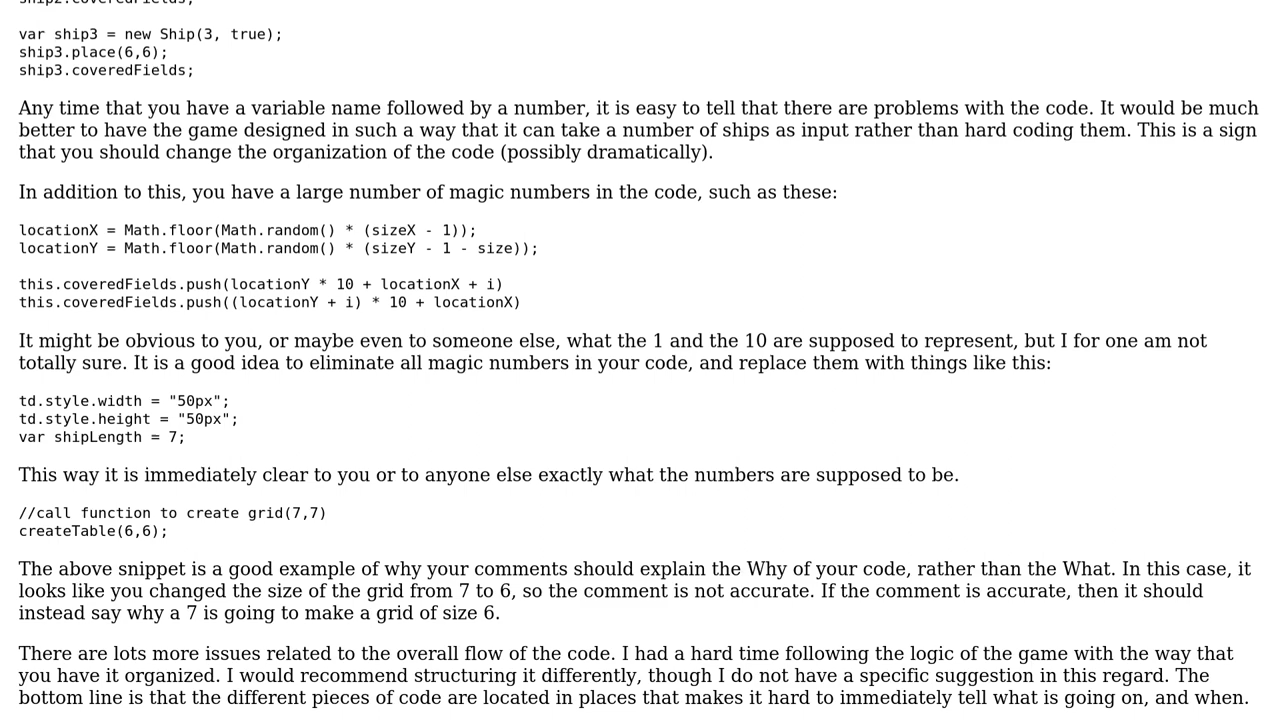 ship2.coveredFields;
var ship3 = new Ship(3, true);
ship3.place(6,6);
ship3.coveredFields;
Any time that you have a variable name followed by a number, it is easy to tell that there are problems with the code. It would be much
better to have the game designed in such a way that it can take a number of ships as input rather than hard coding them. This is a sign
that you should change the organization of the code (possibly dramatically).
In addition to this, you have a large number of magic numbers in the code, such as these:
locationX = Math.floor(Math.random() * (sizeX - 1));
locationY = Math.floor(Math.random() * (sizeY - 1 - size));
this.coveredFields.push(locationY * 10 + locationX + i)
this.coveredFields.push((locationY + i) * 10 + locationX)
It might be obvious to you, or maybe even to someone else, what the 1 and the 10 are supposed to represent, but I for one am not
totally sure. It is a good idea to eliminate all magic numbers in your code, and replace them with things like this:
td.style.width = "50px";
td.style.height = "50px";
var shipLength = 7;
This way it is immediately clear to you or to anyone else exactly what the numbers are supposed to be.
//call function to create grid(7,7)
createTable(6,6);
The above snippet is a good example of why your comments should explain the Why of your code, rather than the What. In this case, it
looks like you changed the size of the grid from 7 to 6, so the comment is not accurate. If the comment is accurate, then it should
instead say why a 7 is going to make a grid of size 6.
There are lots more issues related to the overall flow of the code. I had a hard time following the logic of the game with the way that
you have it organized. I would recommend structuring it differently, though I do not have a specific suggestion in this regard. The
bottom line is that the different pieces of code are located in places that makes it hard to immediately tell what is going on, and when.